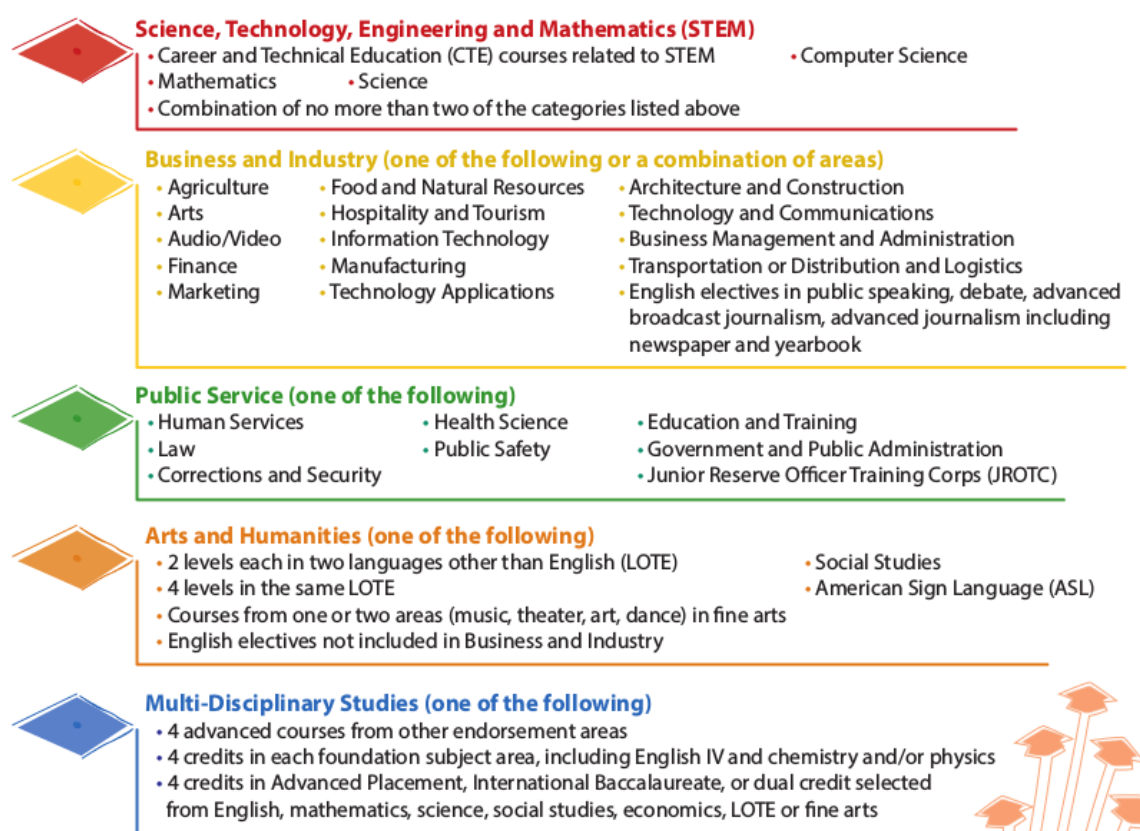 Science, Technology, Engineering and Mathematics (STEM)
• Career and Technical Education (CTE) courses related to STEM • Computer Science
• Mathematics • Science
• Combination of no more than two of the categories listed above
Business and Industry (one of the following or a combination of areas)
• Agriculture • Food and Natural Resources • Architecture and Construction
• Arts • Hospitality and Tourism • Technology and Communications
• Audio/Video • Information Technology • Business Management and Administration
• Finance • Manufacturing • Transportation or Distribution and Logistics
• Marketing • Technology Applications • English electives in public speaking, debate, advanced
broadcast journalism, advanced journalism including
newspaper and yearbook
Public Service (one of the following)
• Human Services • Health Science • Education and Training
• Law • Public Safety • Government and Public Administration
• Corrections and Security • Junior Reserve Officer Training Corps (JROTC)
Arts and Humanities (one of the following)
• 2 levels each in two languages other than English (LOTE) • Social Studies
• 4 levels in the same LOTE • American Sign Language (ASL)
• Courses from one or two areas (music, theater, art, dance) in fine arts
• English electives not included in Business and Industry
Multi-Disciplinary Studies (one of the following)
• 4 advanced courses from other endorsement areas
• 4 credits in each foundation subject area, including English IV and chemistry and/or physics
• 4 credits in Advanced Placement, International Baccalaureate, or dual credit selected
from English, mathematics, science, social studies, economics, LOTE or fine arts